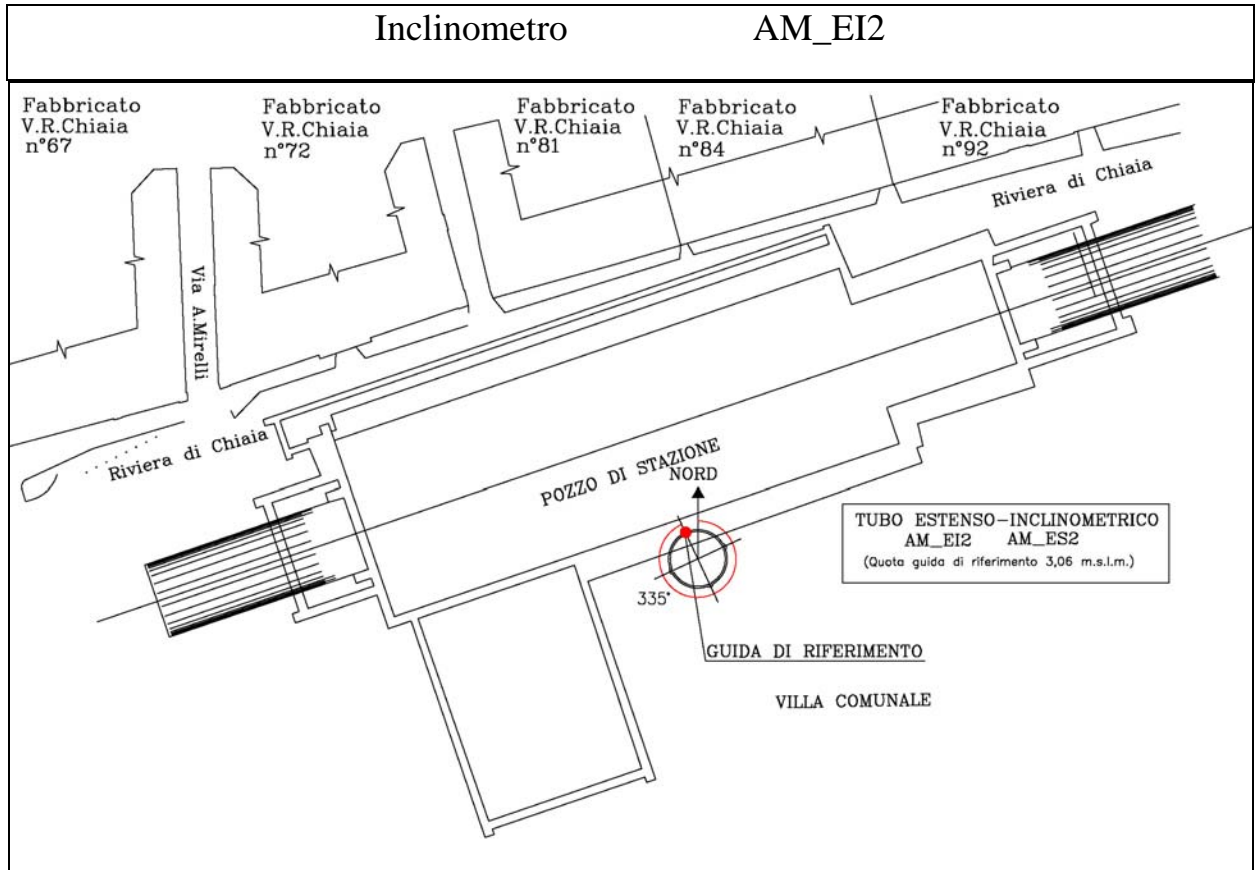 Inclinometro AM_EI2
Fabbricato
V.R.Chiaia
n°67
Fabbricato
V.R.Chiaia
n°72
Fabbricato
V.R.Chiaia
n°81
Fabbricato
V.R.Chiaia
n°84
Fabbricato
V.R.Chiaia
n°92
Riviera di Chiaia
Via A.Mirelli
Riviera di Chiaia
POZZO DI STAZIONE
NORD
TUBO ESTENSO-INCLINOMETRICO
AM_EI2 AM_ES2
(Quota guida di riferimento 3,06 m.s.l.m.)
335°
GUIDA DI RIFERIMENTO
VILLA COMUNALE